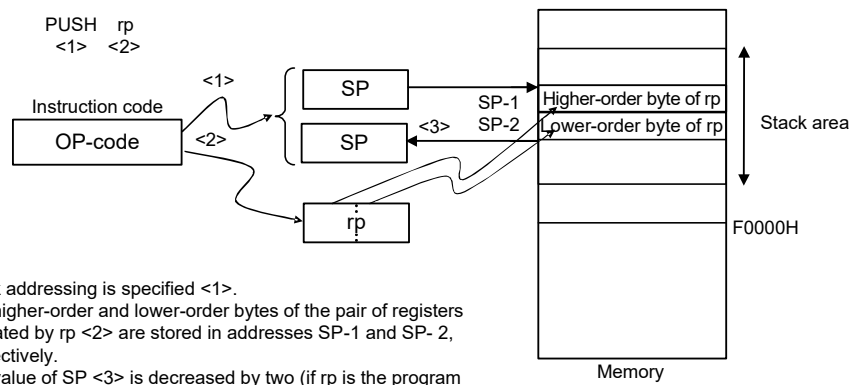 PUSH rp
<1> <2>
<1>
Instruction code
OP-code
<2>
SP
SP
<3>
rp
SP-1
SP-2
Higher-order byte of rp
Lower-order byte of rp
Stack area
F0000H
Memory
addressing is specified <1>.
higher-order and lower-order bytes of the pair of registers
ated by rp <2> are stored in addresses SP-1 and SP- 2,
ectively.
value of SP <3> is decreased by two (if rp is the program